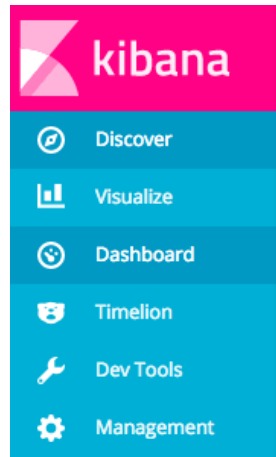 kibana
Discover
Visualize
Dashboard
Timelion
Dev Tools
Management